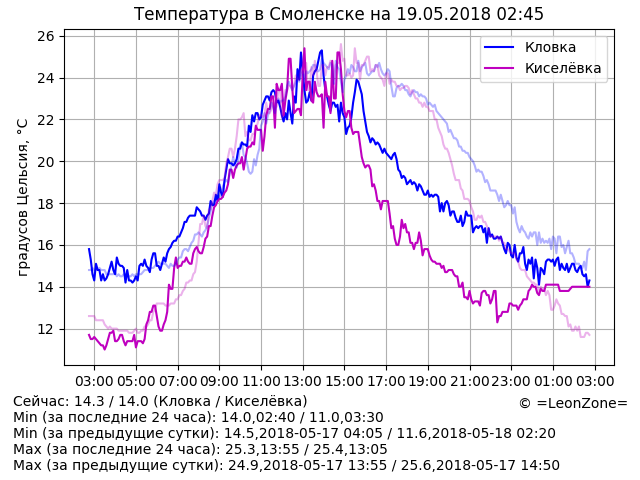 Температура в Смоленске на 19.05.2018 02:45
26
24
22
20
18
16
14
12
градусов Цельсия, °C
Кловка
Киселёвка
03:00 05:00 07:00 09:00 11:00 13:00 15:00 17:00 19:00 21:00 23:00 01:00 03:00
Сейчас: 14.3 / 14.0 (Кловка / Киселёвка)
© =LeonZone=
Min (за последние 24 часа): 14.0,02:40 / 11.0,03:30
Min (за предыдущие сутки): 14.5,2018-05-17 04:05 / 11.6,2018-05-18 02:20
Max (за последние 24 часа): 25.3,13:55 / 25.4,13:05
Max (за предыдущие сутки): 24.9,2018-05-17 13:55 / 25.6,2018-05-17 14:50